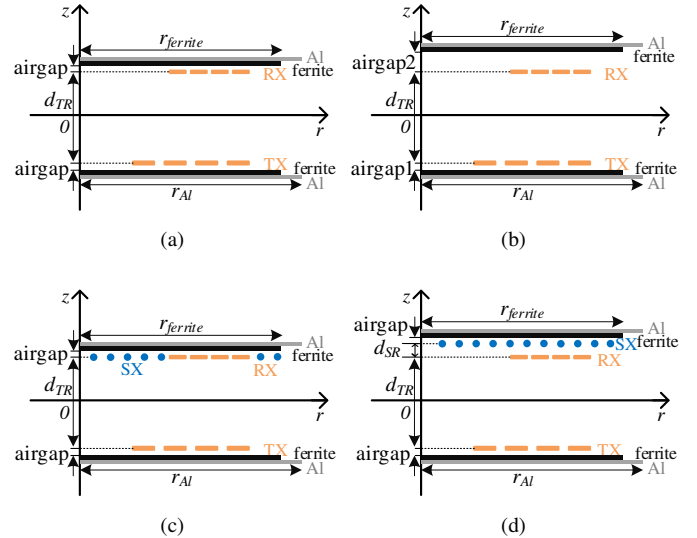 z
r_ferrite
Al
airgap
ferrite
RX
d_TR
0
r
TX
airgap
ferrite
Al
r_Al
(a)
z
r_ferrite
Al
ferrite
airgap2
RX
d_TR
0
r
TX
airgap1
ferrite
Al
r_Al
(b)
z
r_ferrite
Al
airgap
ferrite
SX
RX
d_TR
0
r
TX
airgap
ferrite
Al
r_Al
(c)
z
r_ferrite
airgap
Al
ferrite
SX
d_SR
RX
d_TR
0
r
TX
airgap
ferrite
Al
r_Al
(d)